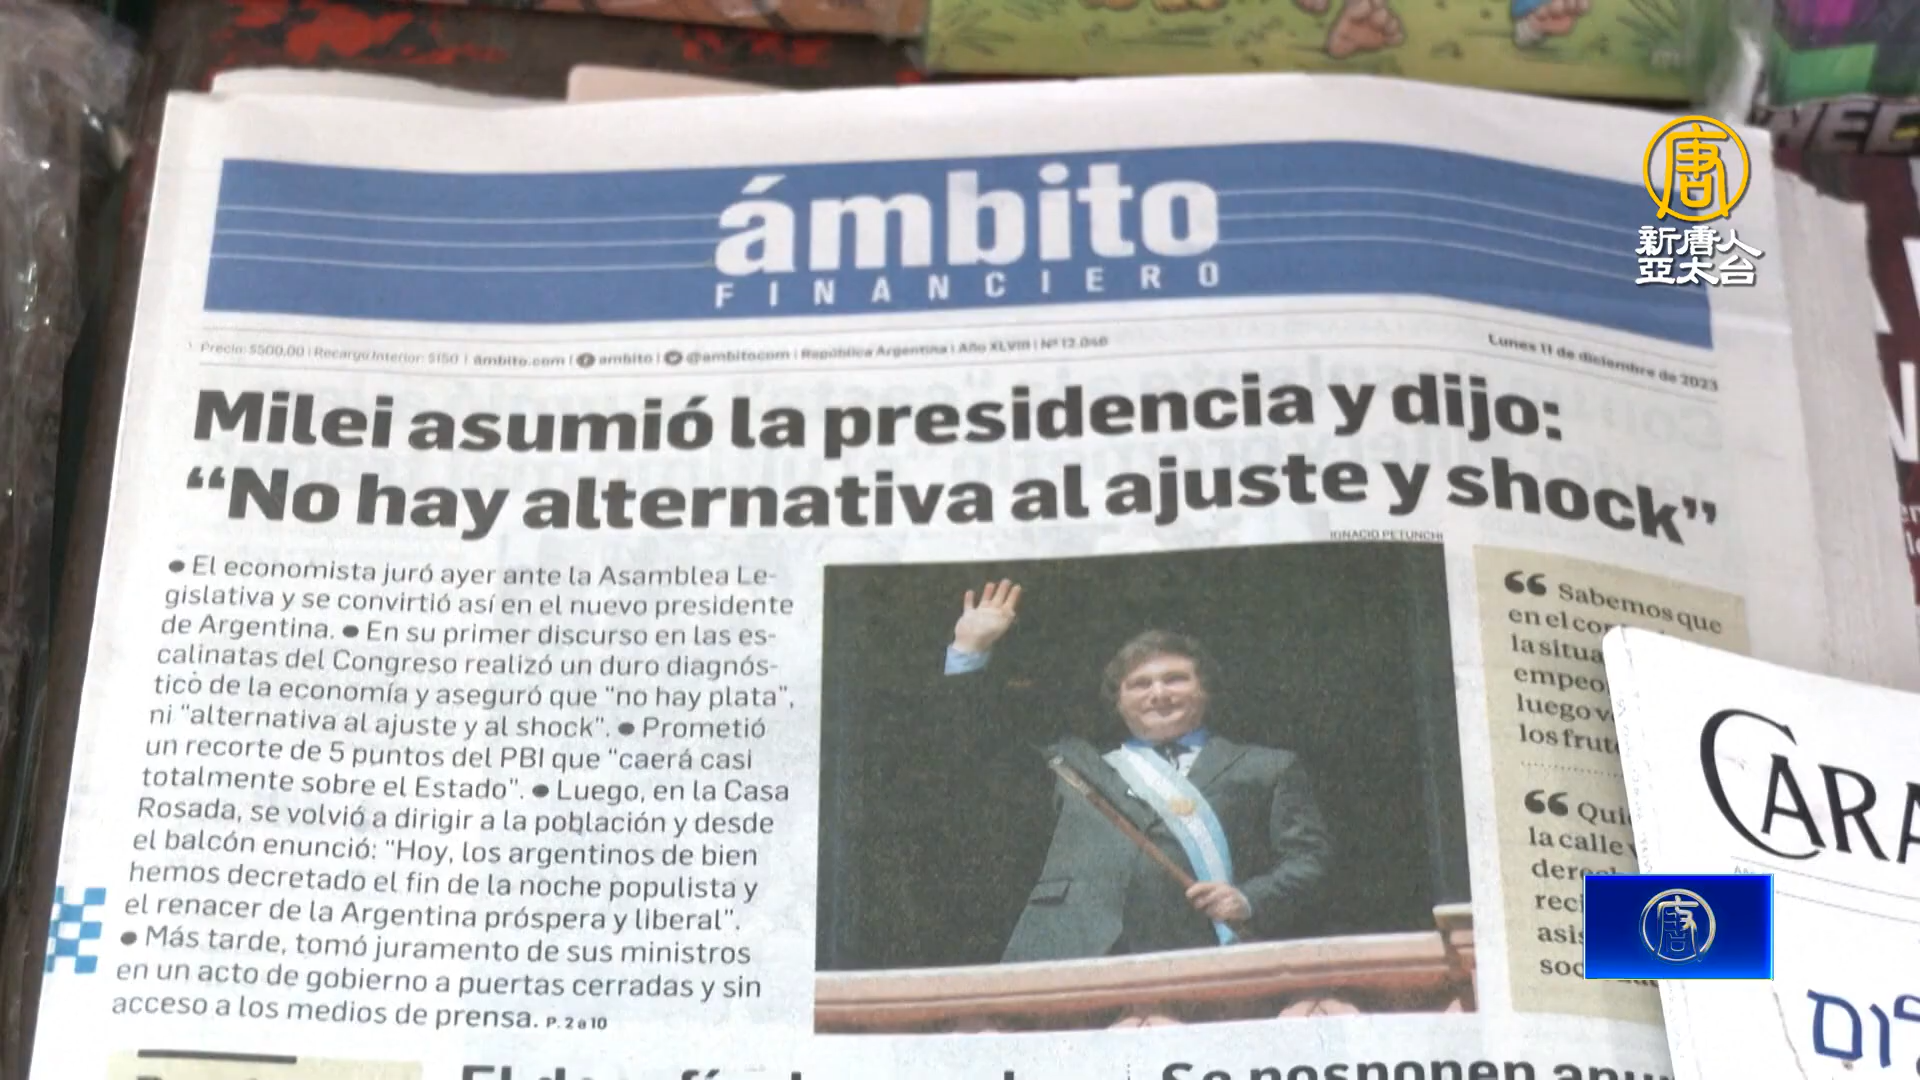 唐
新唐人
亞太台
ámbito
FINANCIERO
Precio: $500,00 | Recargo Interior: $150 | ámbito.com | ambito | @ambitocom | República Argentina | Año XLVIII | Nº 12.046
Lunes 11 de diciembre de 2023
Milei asumió la presidencia y dijo:
“No hay alternativa al ajuste y shock”
IGNACIO PETUNCHI
● El economista juró ayer ante la Asamblea Le-
gislativa y se convirtió así en el nuevo presidente
de Argentina. ● En su primer discurso en las es-
calinatas del Congreso realizó un duro diagnós-
tico de la economía y aseguró que “no hay plata”,
ni “alternativa al ajuste y al shock”. ● Prometió
un recorte de 5 puntos del PBI que “caerá casi
totalmente sobre el Estado”. ● Luego, en la Casa
Rosada, se volvió a dirigir a la población y desde
el balcón enunció: “Hoy, los argentinos de bien
hemos decretado el fin de la noche populista y
el renacer de la Argentina próspera y liberal”.
● Más tarde, tomó juramento de sus ministros
en un acto de gobierno a puertas cerradas y sin
acceso a los medios de prensa. P. 2 a 10
“ Sabemos que
en el cor
la situa
empeo
luego v
los frut
“ Qui
la calle
dere
reci
asis
soc
CARA
唐